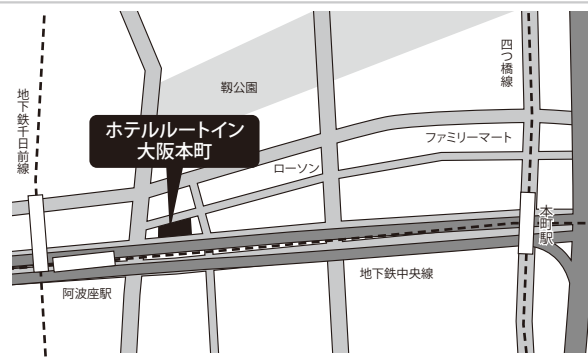 四つ橋線
地下鉄千日前線
靱公園
ホテルルートイン
大阪本町
ファミリーマート
ローソン
本町駅
地下鉄中央線
阿波座駅